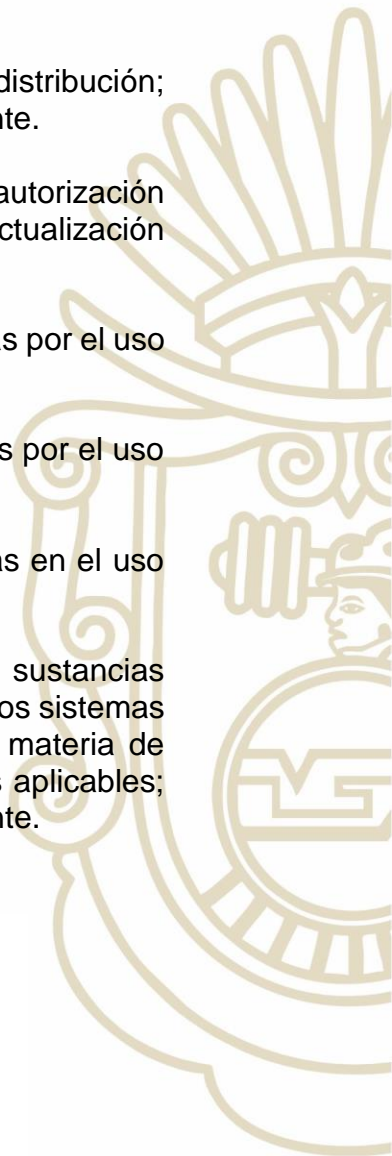 distribución;
nte.
autorización
ctualización
as por el uso
s por el uso
as en el uso
sustancias
os sistemas
materia de
s aplicables;
nte.